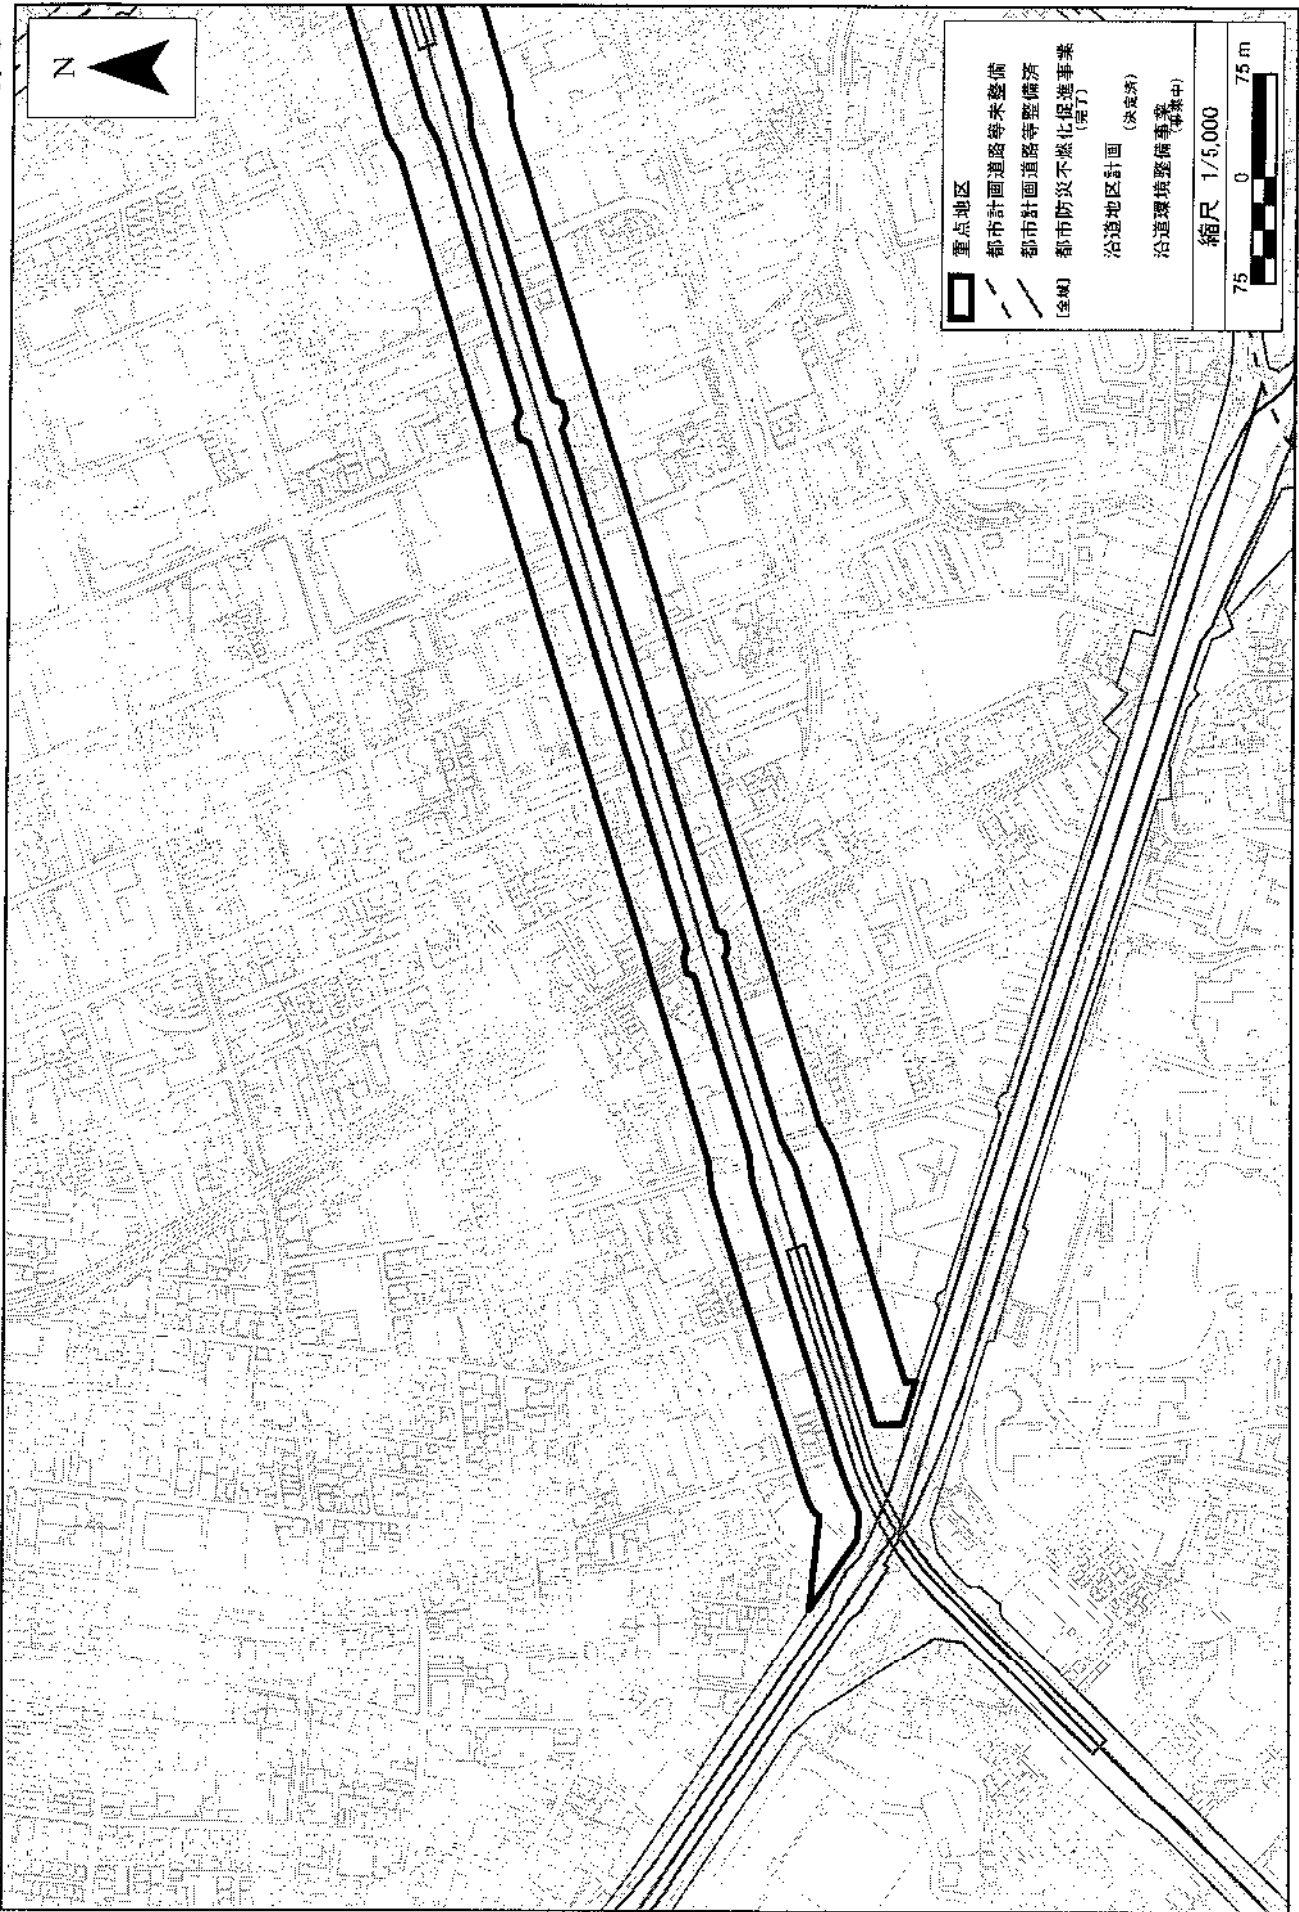 N
重点地区
都市計画道路等未整備
都市計画道路等整備済
[全域] 都市防災不燃化促進事業
(完了)
沿道地区計画
(決定済)
沿道環境整備事業
(事業中)
縮尺 1/5,000
75 0 75 m